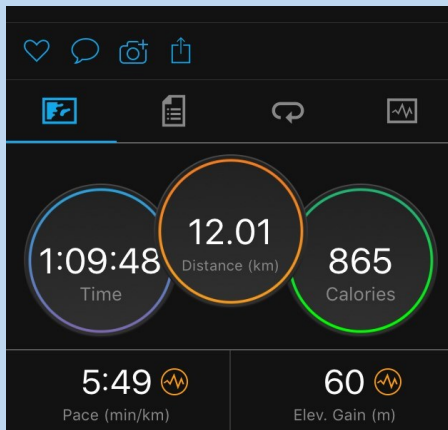 12.01
Distance (km)
1:09:48
Time
865
Calories
5:49
Pace (min/km)
60
Elev. Gain (m)